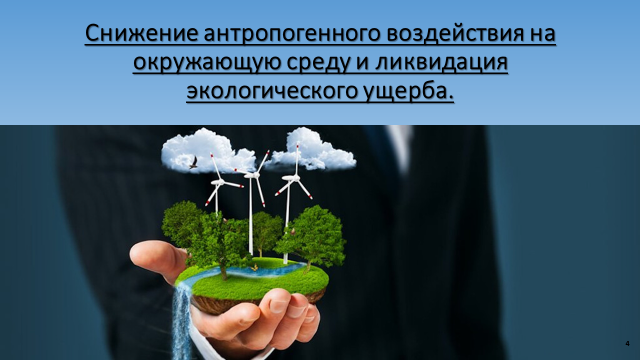 Снижение антропогенного воздействия на
окружающую среду и ликвидация
экологического ущерба.
4